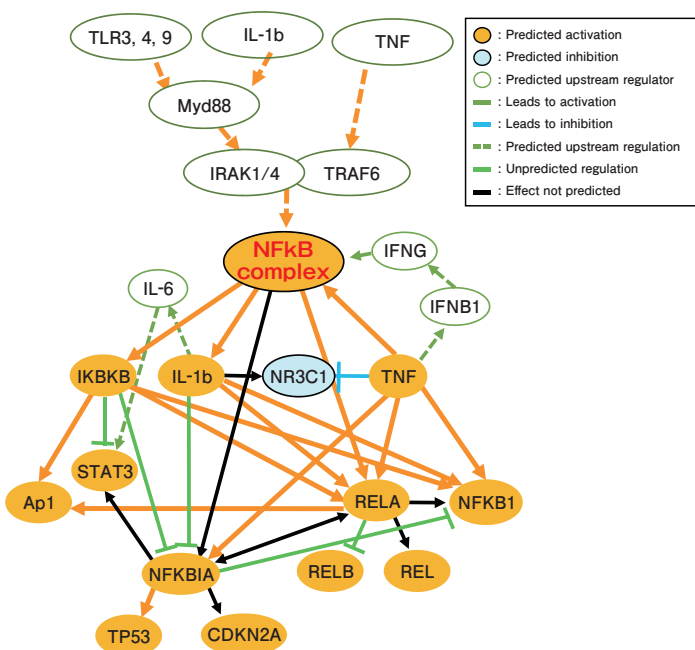 TLR3, 4, 9
IL-1b
TNF
Myd88
IRAK1/4
TRAF6
NFkB
complex
IFNG
IL-6
IFNB1
IKBKB
IL-1b
NR3C1
TNF
STAT3
Ap1
RELA
NFKB1
NFKBIA
RELB
REL
TP53
CDKN2A
: Predicted activation
: Predicted inhibition
: Predicted upstream regulator
: Leads to activation
: Leads to inhibition
: Predicted upstream regulation
: Unpredicted regulation
: Effect not predicted